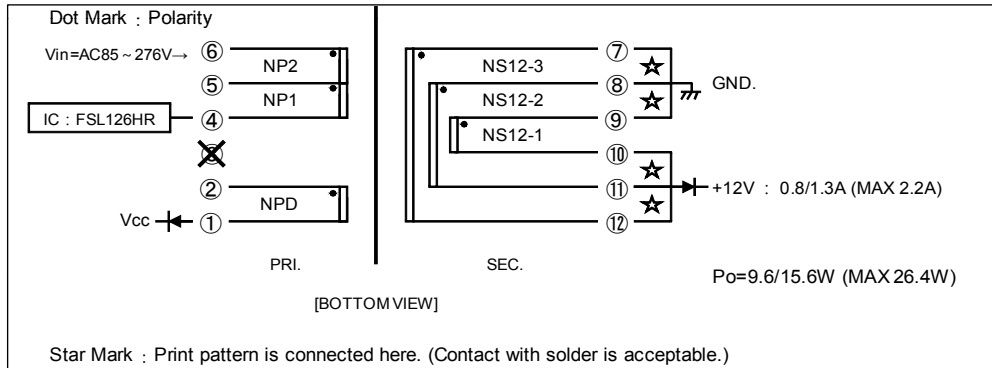 Dot Mark : Polarity
Vin=AC85～276V→ ⑥ NP2 ⑦ NS12-3 ☆
⑤ ⑧ GND.
NP1 NS12-2 ☆
IC : FSL126HR ④ ⑨
NS12-1
③ ⑩
☆
② ⑪ +12V : 0.8/1.3A (MAX 2.2A)
NPD ☆
Vcc ① ⑫
PRI. SEC.
Po=9.6/15.6W (MAX 26.4W)
[BOTTOM VIEW]
Star Mark : Print pattern is connected here. (Contact with solder is acceptable.)